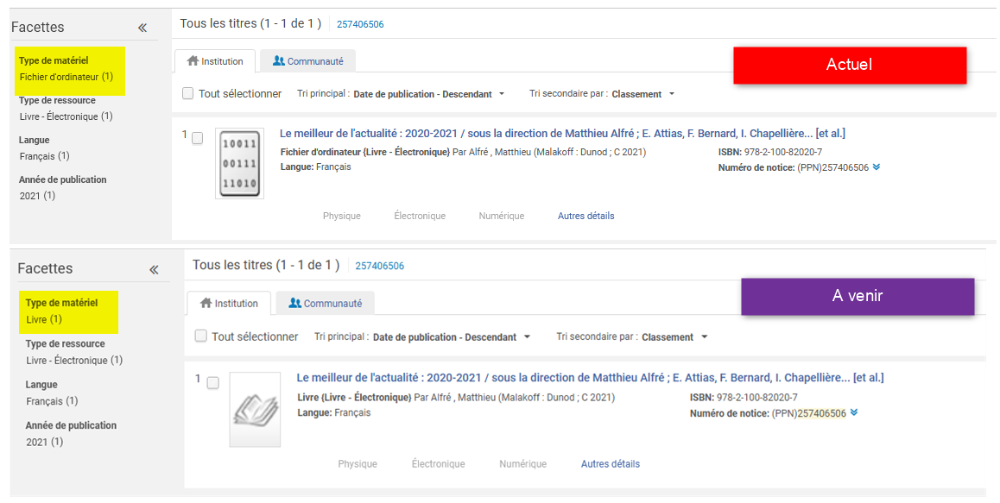 Facettes «
Tous les titres (1 - 1 de 1 ) 257406506
Type de matériel
Fichier d'ordinateur (1)
Type de ressource
Livre - Électronique (1)
Langue
Français (1)
Année de publication
2021 (1)
Institution Communauté
Actuel
Tout sélectionner Tri principal : Date de publication - Descendant Tri secondaire par : Classement
1
10011
00111
11010
Le meilleur de l'actualité : 2020-2021 / sous la direction de Matthieu Alfré ; E. Attias, F. Bernard, I. Chapellière... [et al.]
Fichier d'ordinateur {Livre - Électronique} Par Alfré , Matthieu (Malakoff : Dunod ; C 2021)
Langue: Français
ISBN: 978-2-100-82020-7
Numéro de notice: (PPN)257406506
Physique Électronique Numérique Autres détails
Facettes «
Tous les titres (1 - 1 de 1 ) 257406506
Type de matériel
Livre (1)
Type de ressource
Livre - Électronique (1)
Langue
Français (1)
Année de publication
2021 (1)
Institution Communauté
A venir
Tout sélectionner Tri principal : Date de publication - Descendant Tri secondaire par : Classement
1
Le meilleur de l'actualité : 2020-2021 / sous la direction de Matthieu Alfré ; E. Attias, F. Bernard, I. Chapellière... [et al.]
Livre {Livre - Électronique} Par Alfré , Matthieu (Malakoff : Dunod ; C 2021)
Langue: Français
ISBN: 978-2-100-82020-7
Numéro de notice: (PPN)257406506
Physique Électronique Numérique Autres détails